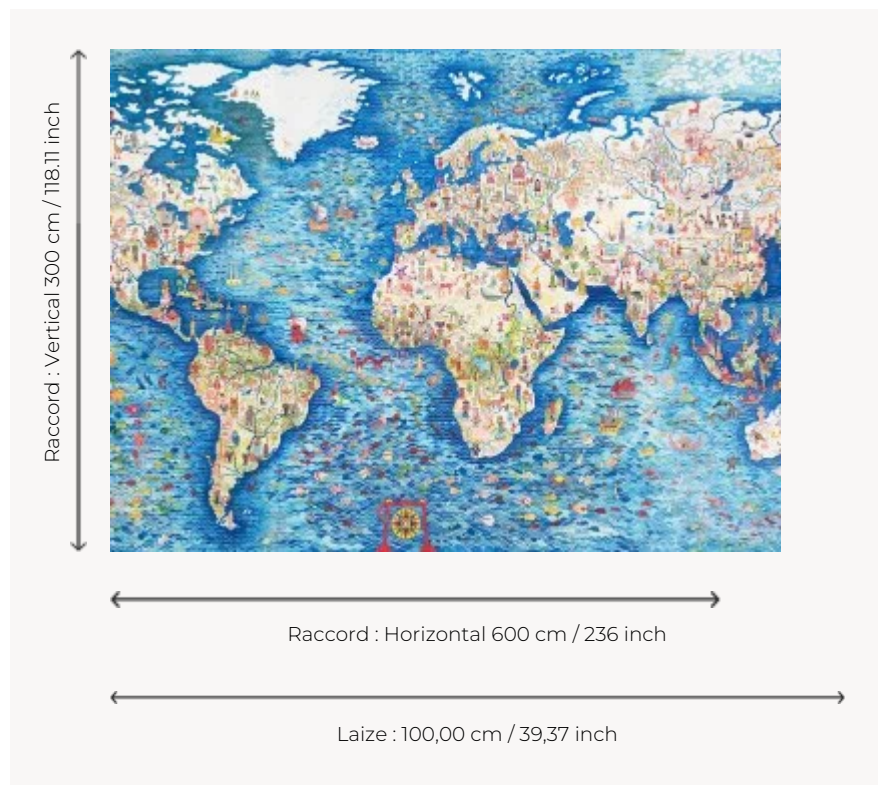 Raccord : Vertical 300 cm / 118.11 inch
Raccord : Horizontal 600 cm / 236 inch
Laize : 100,00 cm / 39,37 inch